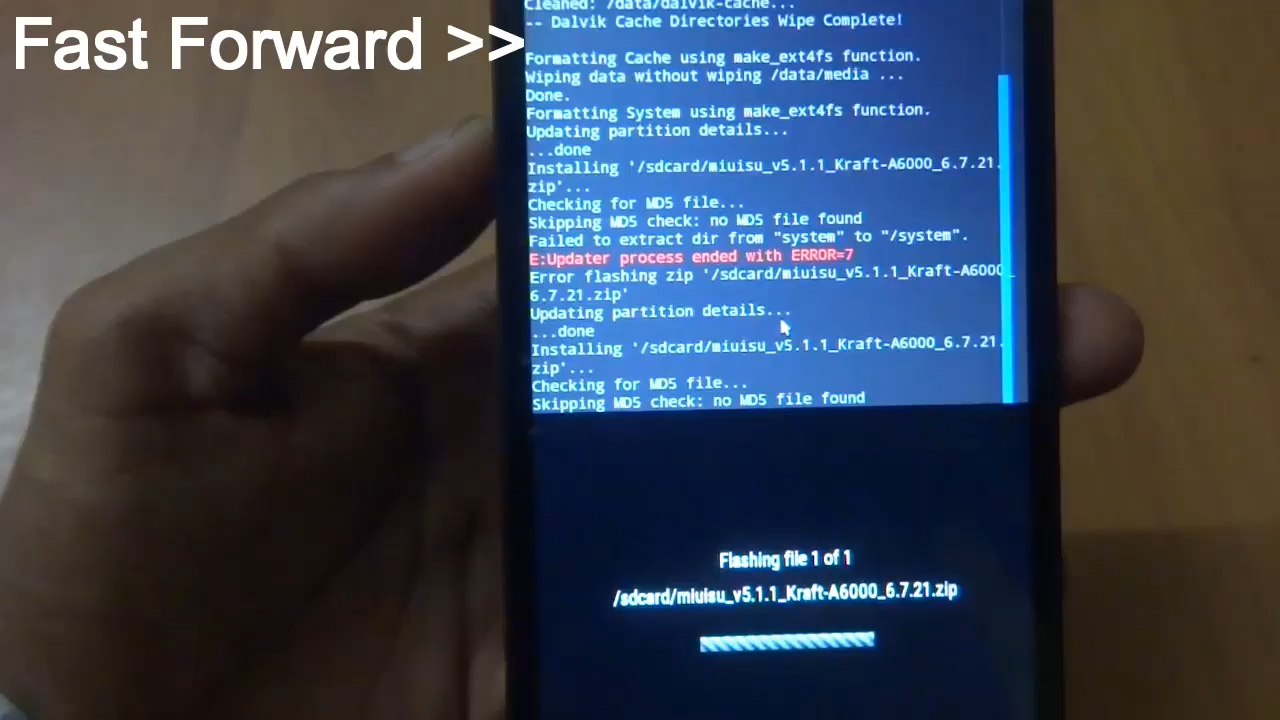 Fast Forward >>
Cleaned: /data/dalvik-cache...
-- Dalvik Cache Directories Wipe Complete!
Formatting Cache using make_ext4fs function.
Wiping data without wiping /data/media ...
Done.
Formatting System using make_ext4fs function.
Updating partition details...
...done
Installing '/sdcard/miuisu_v5.1.1_Kraft-A6000_6.7.21.
zip'...
Checking for MD5 file...
Skipping MD5 check: no MD5 file found
Failed to extract dir from "system" to "/system".
E:Updater process ended with ERROR=7
Error flashing zip '/sdcard/miuisu_v5.1.1_Kraft-A6000_
6.7.21.zip'
Updating partition details...
...done
Installing '/sdcard/miuisu_v5.1.1_Kraft-A6000_6.7.21.
zip'...
Checking for MD5 file...
Skipping MD5 check: no MD5 file found
Flashing file 1 of 1
/sdcard/miuisu_v5.1.1_Kraft-A6000_6.7.21.zip